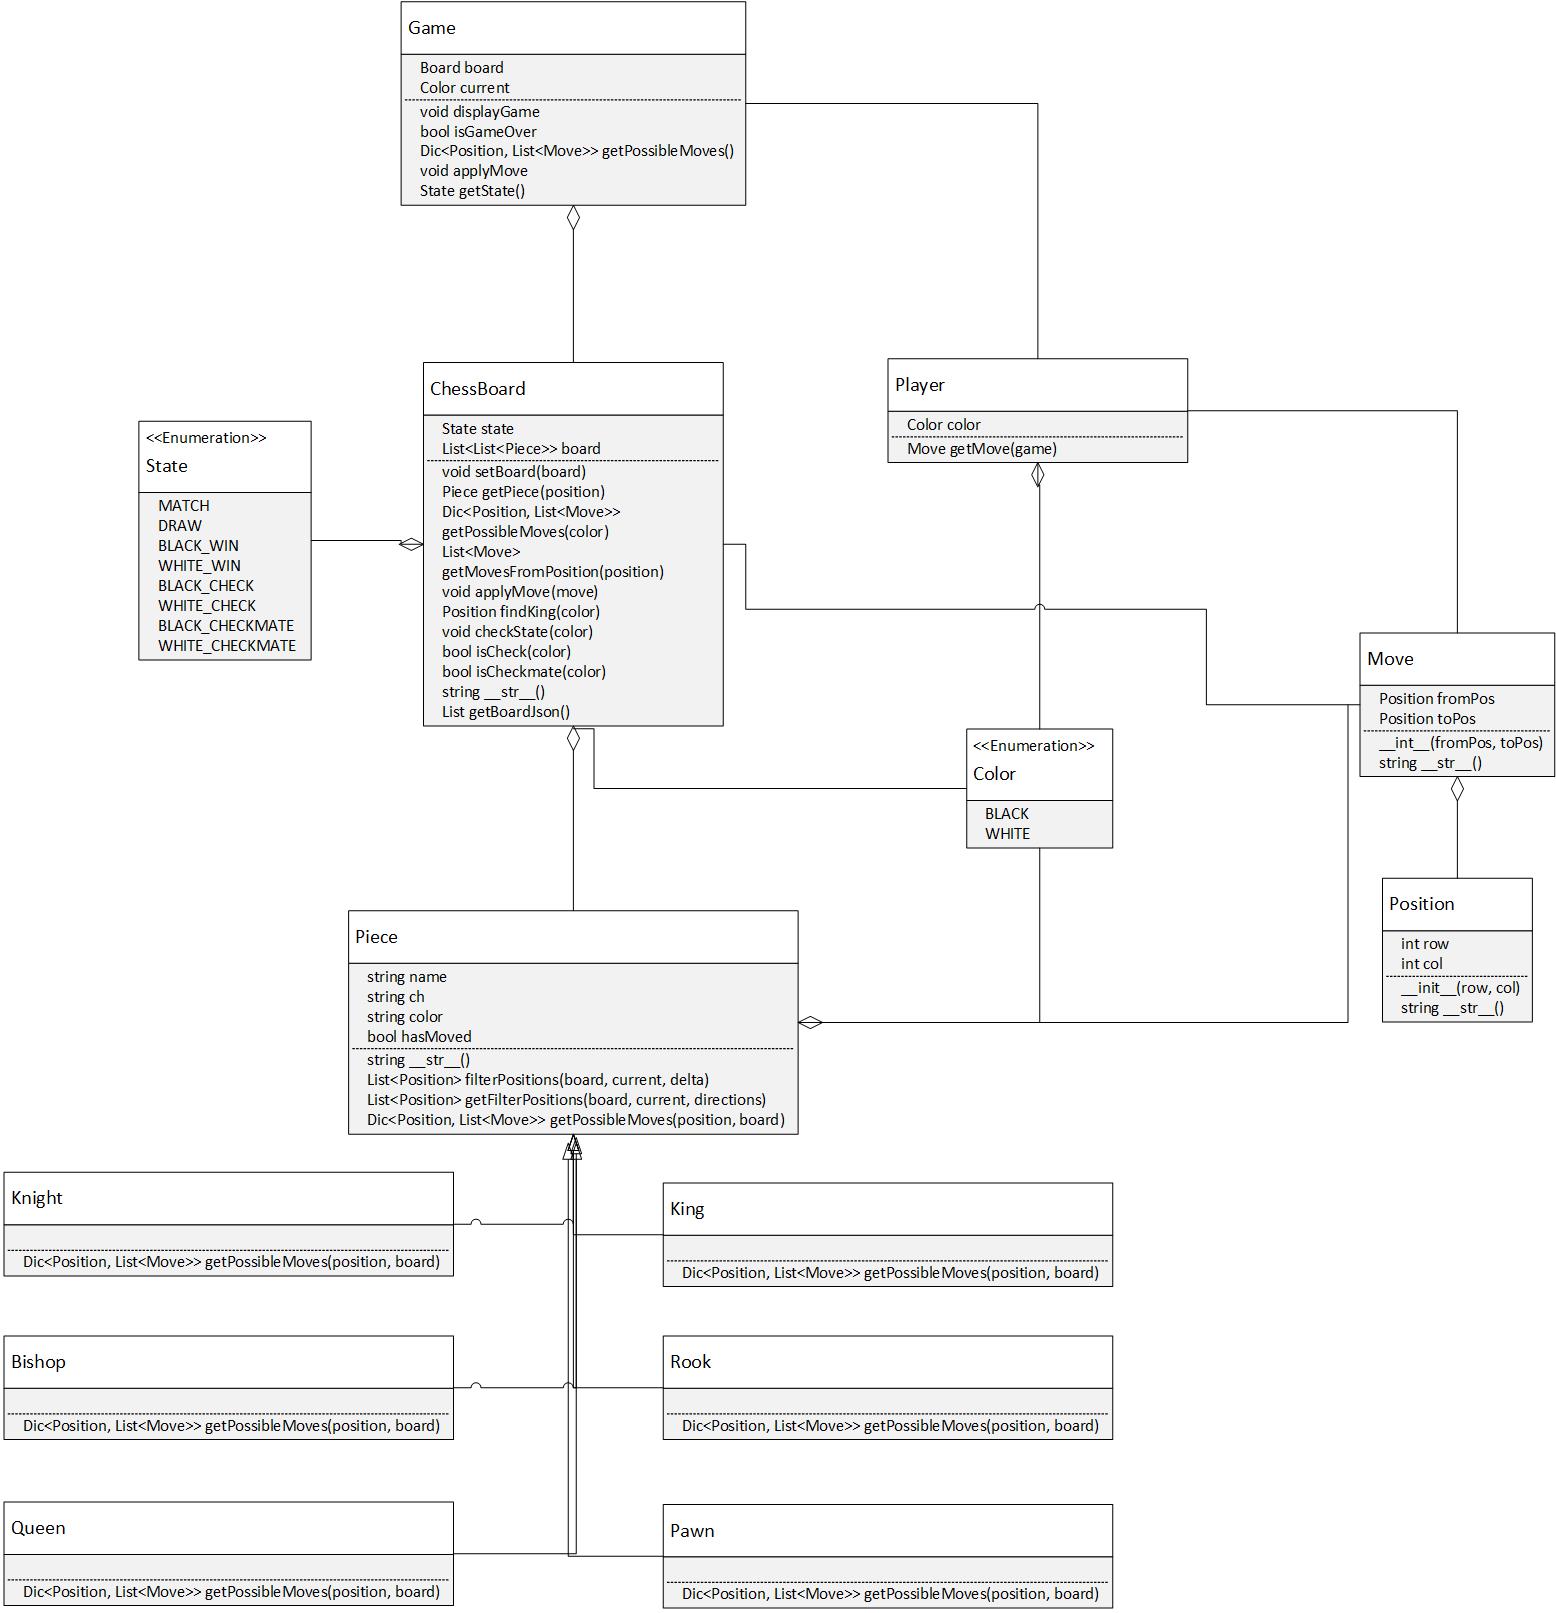 Game
Board board
Color current
void displayGame
bool isGameOver
Dic<Position, List<Move>> getPossibleMoves()
void applyMove
State getState()
ChessBoard
State state
List<List<Piece>> board
void setBoard(board)
Piece getPiece(position)
Dic<Position, List<Move>>
getPossibleMoves(color)
List<Move>
getMovesFromPosition(position)
void applyMove(move)
Position findKing(color)
void checkState(color)
bool isCheck(color)
bool isCheckmate(color)
string __str__()
List getBoardJson()
Player
Color color
Move getMove(game)
<<Enumeration>>
State
MATCH
DRAW
BLACK_WIN
WHITE_WIN
BLACK_CHECK
WHITE_CHECK
BLACK_CHECKMATE
WHITE_CHECKMATE
Move
Position fromPos
Position toPos
__int__(fromPos, toPos)
string __str__()
<<Enumeration>>
Color
BLACK
WHITE
Position
int row
int col
__init__(row, col)
string __str__()
Piece
string name
string ch
string color
bool hasMoved
string __str__()
List<Position> filterPositions(board, current, delta)
List<Position> getFilterPositions(board, current, directions)
Dic<Position, List<Move>> getPossibleMoves(position, board)
Knight
Dic<Position, List<Move>> getPossibleMoves(position, board)
King
Dic<Position, List<Move>> getPossibleMoves(position, board)
Bishop
Dic<Position, List<Move>> getPossibleMoves(position, board)
Rook
Dic<Position, List<Move>> getPossibleMoves(position, board)
Queen
Dic<Position, List<Move>> getPossibleMoves(position, board)
Pawn
Dic<Position, List<Move>> getPossibleMoves(position, board)